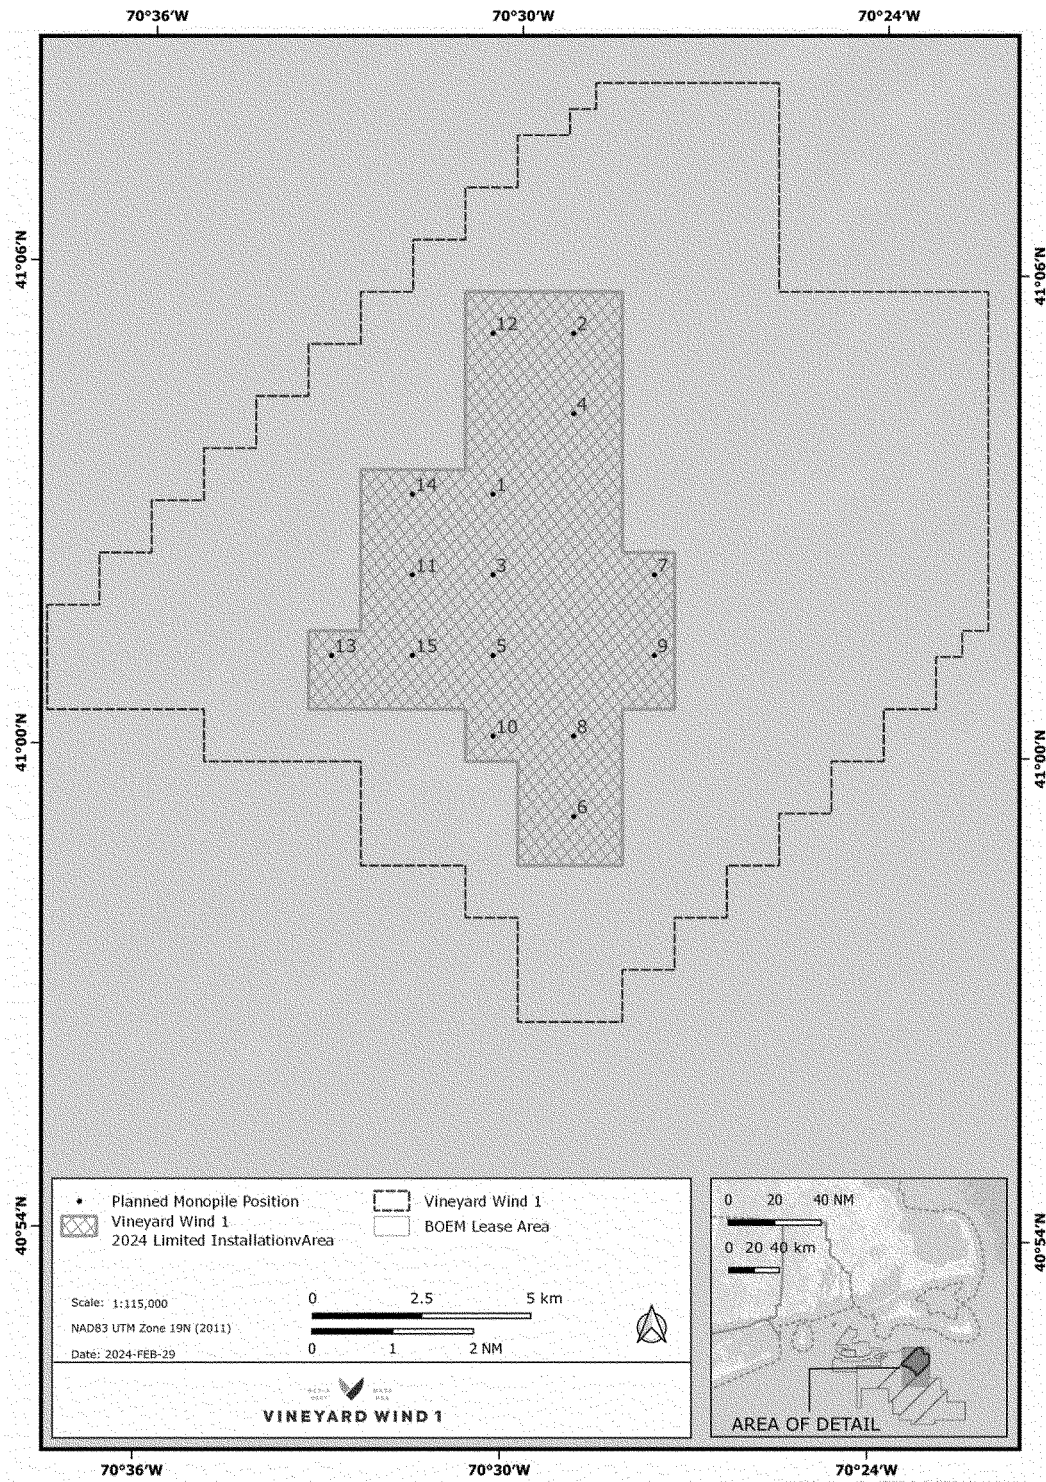 70°36'W 70°30'W 70°24'W
41°06'N 41°06'N
12 2
4
14 1
11 3 7
13 15 5 9
10 8
41°00'N 41°00'N
6
Planned Monopile Position
Vineyard Wind 1
2024 Limited InstallationvArea
Vineyard Wind 1
BOEM Lease Area
40°54'N 40°54'N
Scale: 1:115,000
NAD83 UTM Zone 19N (2011)
Date: 2024-FEB-29
0 2.5 5 km
0 1 2 NM
VINEYARD WIND 1
0 20 40 NM
0 20 40 km
AREA OF DETAIL
70°36'W 70°30'W 70°24'W